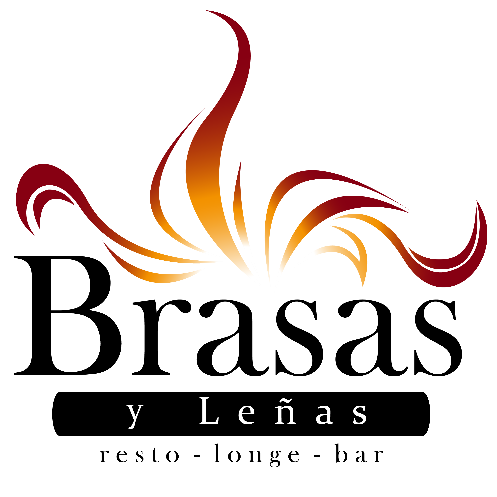 Brasas
y Leñas
resto - longe - bar